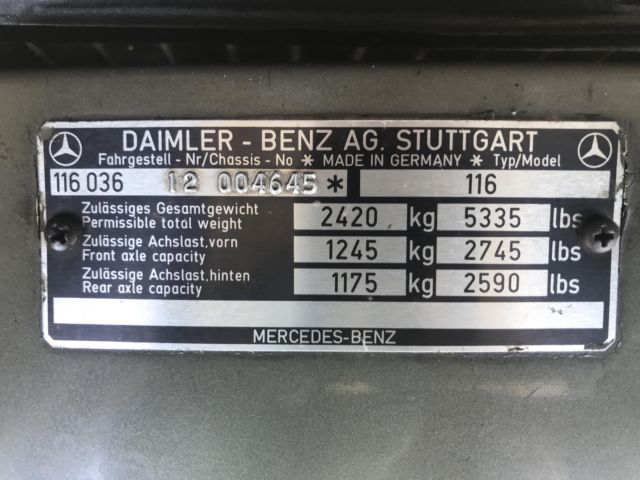 DAIMLER - BENZ AG. STUTTGART
Fahrgestell - Nr/Chassis - No * MADE IN GERMANY * Typ/Model
116 036 12 004645 * 116
Zulässiges Gesamtgewicht
Permissible total weight 2420 kg 5335 lbs
Zulässige Achslast,vorn
Front axle capacity 1245 kg 2745 lbs
Zulässige Achslast,hinten
Rear axle capacity 1175 kg 2590 lbs
MERCEDES-BENZ